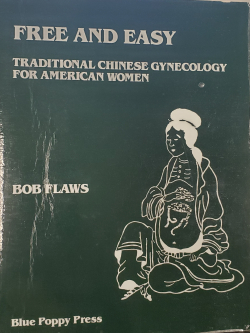 FREE AND EASY
TRADITIONAL CHINESE GYNECOLOGY
FOR AMERICAN WOMEN
BOB FLAWS
Blue Poppy Press